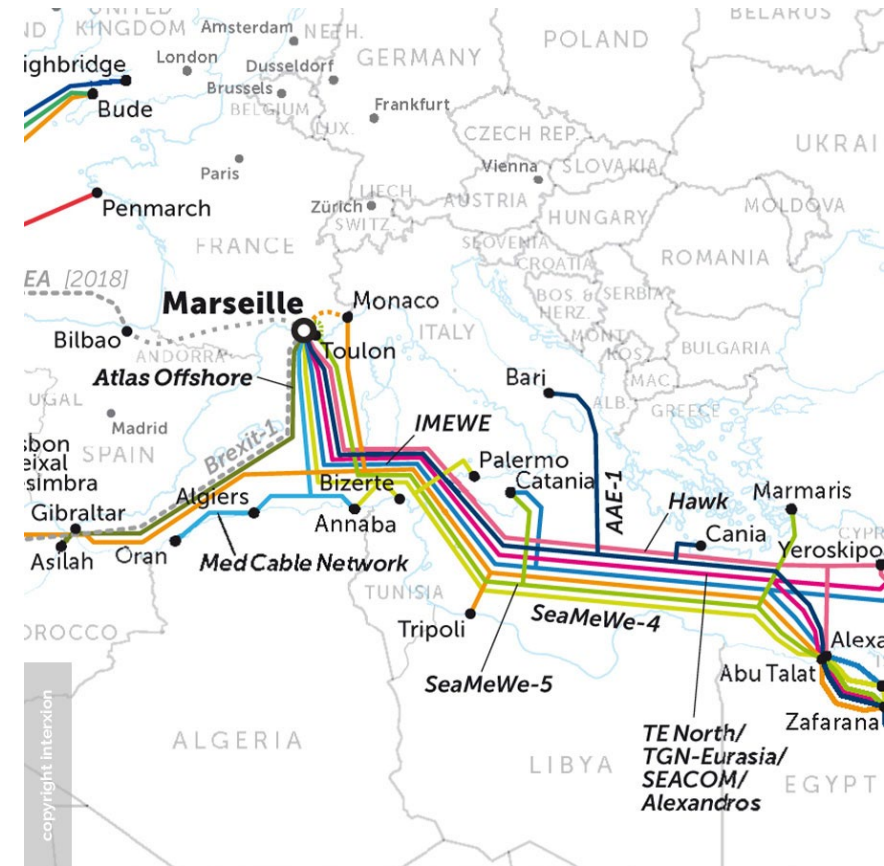 UNITED
KINGDOM
ND
Amsterdam
NETH.
BELARUS
POLAND
GERMANY
London
Dusseldorf
ighbridge
Brussels
BELGIUM
Bude
Frankfurt
LUX.
CZECH REP.
UKRAI
Paris
Vienna
SLOVAKIA
LIECH.
Zürich
SWITZ.
AUSTRIA
MOLDOVA
Penmarch
HUNGARY
FRANCE
SLOVENIA
CROATIA
ROMANIA
EA [2018]
Marseille
Monaco
BOS. &
HERZ.
SERBIA
Bilbao
ANDORRA
Toulon
ITALY
MONT.
KOS.
BULGARIA
Atlas Offshore
Bari
MAC.
ALB.
GREECE
UGAL
Madrid
IMEWE
SPAIN
Brexit-1
sbon
eixal
simbra
Palermo
Catania
Bizerte
AAE-1
Hawk
Marmaris
Algiers
Gibraltar
Annaba
Cania
CYPR
Asilah
Oran
Med Cable Network
Yeroskipo
TUNISIA
SeaMeWe-4
OROCCO
Tripoli
Alexa
Abu Talat
SeaMeWe-5
Zafarana
TE North/
TGN-Eurasia/
SEACOM/
Alexandros
ALGERIA
LIBYA
EGYPT
copyright interxion